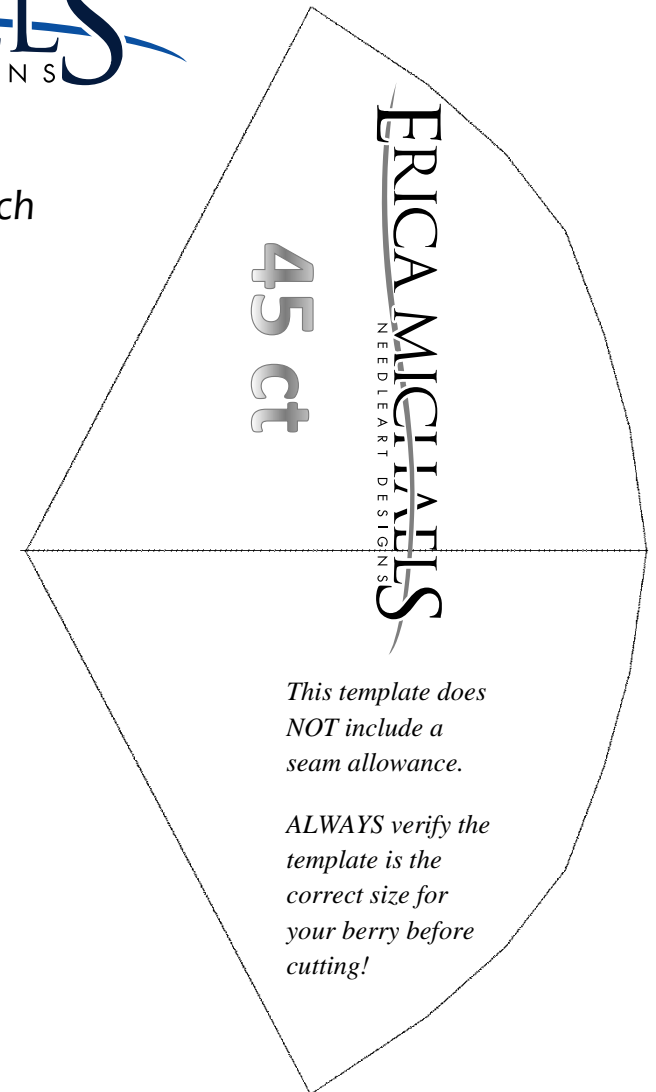 ELS
NS
ch
45 ct
ERICA MICHAELS
NEEDLEART DESIGNS
This template does
NOT include a
seam allowance.
ALWAYS verify the
template is the
correct size for
your berry before
cutting!